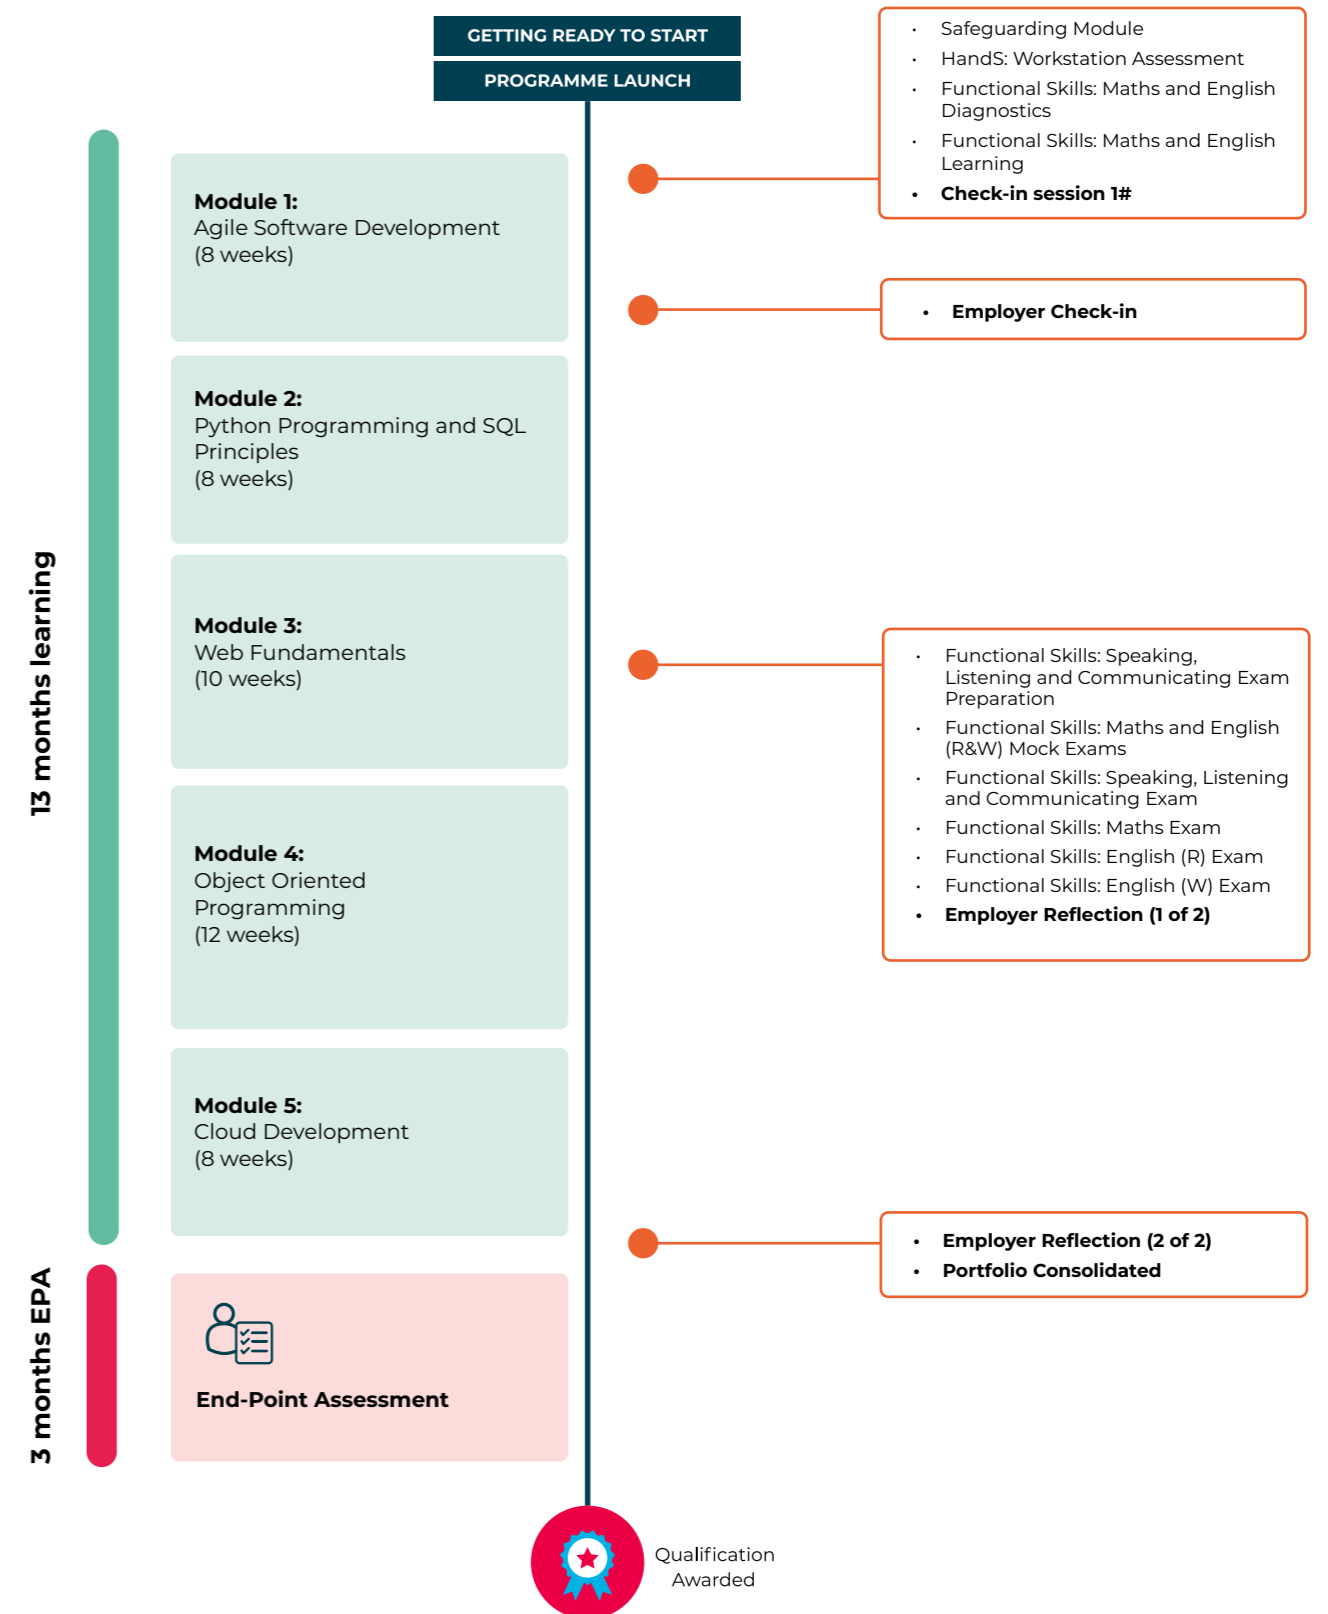 GETTING READY TO START
PROGRAMME LAUNCH
• Safeguarding Module
• HandS: Workstation Assessment
• Functional Skills: Maths and English
Diagnostics
• Functional Skills: Maths and English
Learning
• Check-in session 1#
Module 1:
Agile Software Development
(8 weeks)
• Employer Check-in
Module 2:
Python Programming and SQL
Principles
(8 weeks)
13 months learning
Module 3:
Web Fundamentals
(10 weeks)
• Functional Skills: Speaking,
Listening and Communicating Exam
Preparation
• Functional Skills: Maths and English
(R&W) Mock Exams
• Functional Skills: Speaking, Listening
and Communicating Exam
• Functional Skills: Maths Exam
• Functional Skills: English (R) Exam
• Functional Skills: English (W) Exam
• Employer Reflection (1 of 2)
Module 4:
Object Oriented
Programming
(12 weeks)
Module 5:
Cloud Development
(8 weeks)
• Employer Reflection (2 of 2)
• Portfolio Consolidated
3 months EPA
End-Point Assessment
Qualification
Awarded